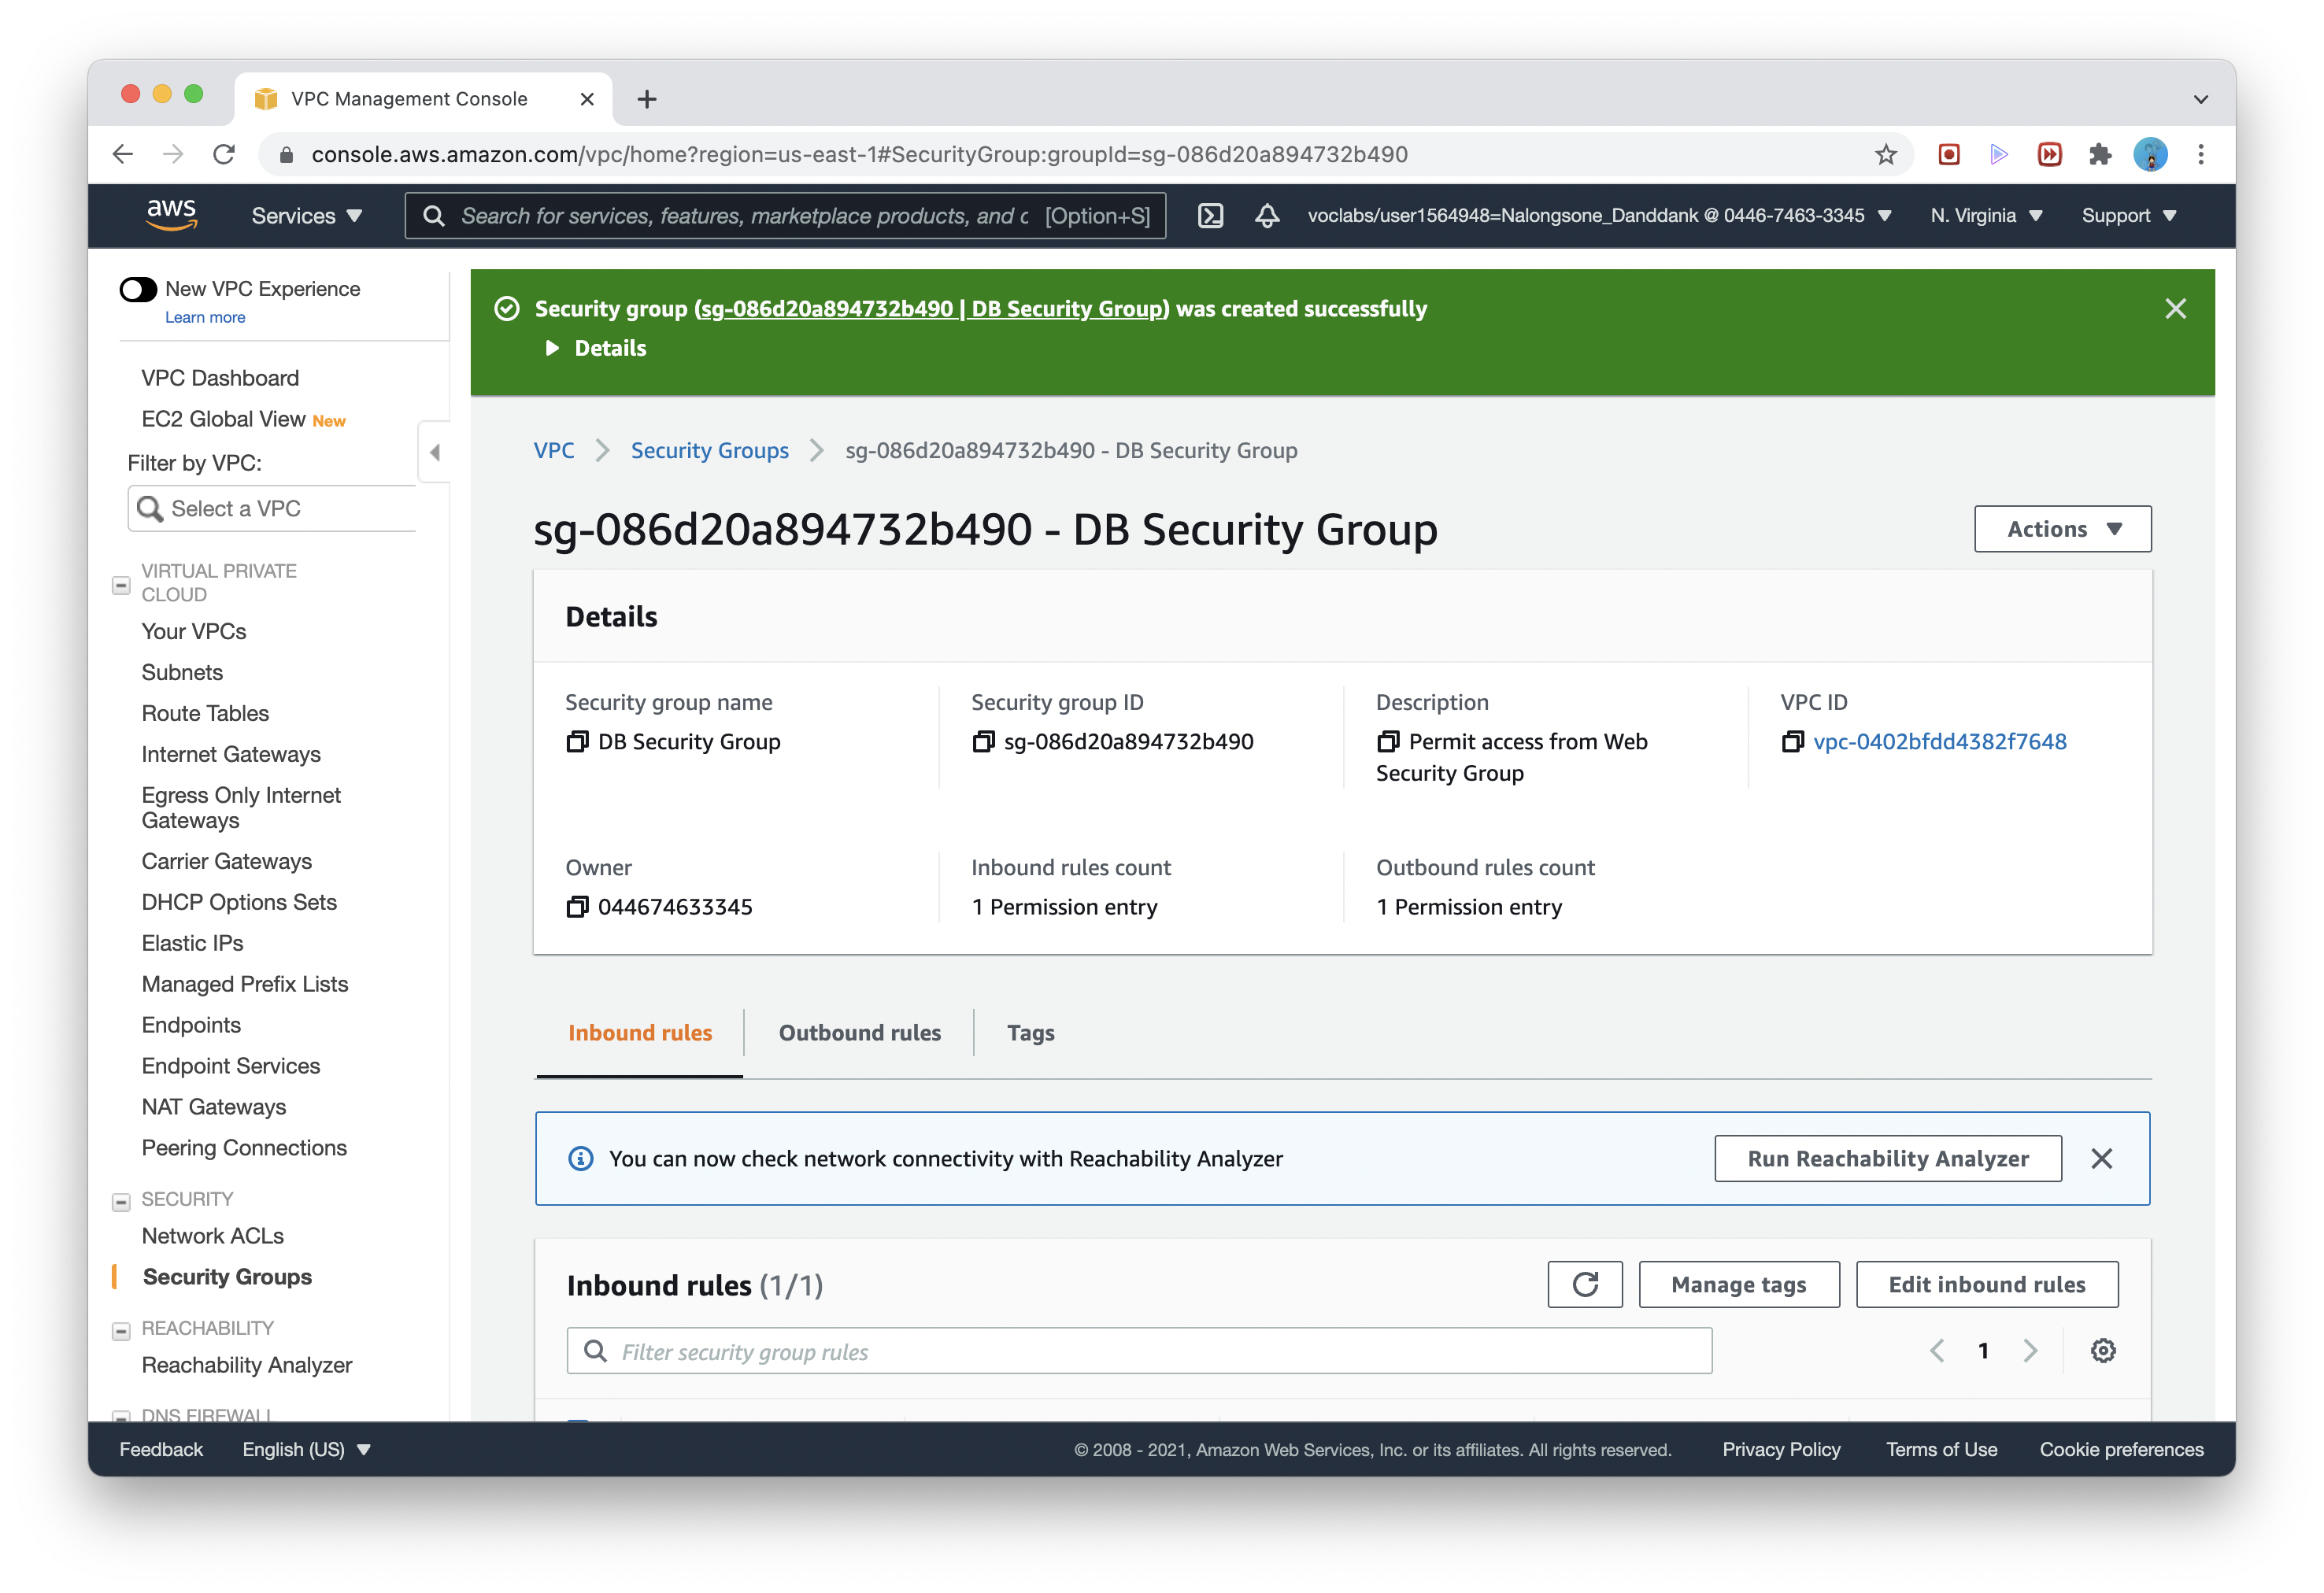 VPC Management Console
console.aws.amazon.com/vpc/home?region=us-east-1#SecurityGroup:groupId=sg-086d20a894732b490
aws
Services
Search for services, features, marketplace products, and c [Option+S]
voclabs/user1564948=Nalongsone_Danddank @ 0446-7463-3345
N. Virginia
Support
New VPC Experience
Learn more
VPC Dashboard
EC2 Global View New
Filter by VPC:
Select a VPC
VIRTUAL PRIVATE
CLOUD
Your VPCs
Subnets
Route Tables
Internet Gateways
Egress Only Internet
Gateways
Carrier Gateways
DHCP Options Sets
Elastic IPs
Managed Prefix Lists
Endpoints
Endpoint Services
NAT Gateways
Peering Connections
SECURITY
Network ACLs
Security Groups
REACHABILITY
Reachability Analyzer
DNS FIREWALL
Security group (sg-086d20a894732b490 | DB Security Group) was created successfully
Details
VPC
Security Groups
sg-086d20a894732b490 - DB Security Group
sg-086d20a894732b490 - DB Security Group
Actions
Details
Security group name
DB Security Group
Security group ID
sg-086d20a894732b490
Description
Permit access from Web
Security Group
VPC ID
vpc-0402bfdd4382f7648
Owner
044674633345
Inbound rules count
1 Permission entry
Outbound rules count
1 Permission entry
Inbound rules
Outbound rules
Tags
You can now check network connectivity with Reachability Analyzer
Run Reachability Analyzer
Inbound rules (1/1)
Manage tags
Edit inbound rules
Filter security group rules
1
Feedback
English (US)
© 2008 - 2021, Amazon Web Services, Inc. or its affiliates. All rights reserved.
Privacy Policy
Terms of Use
Cookie preferences